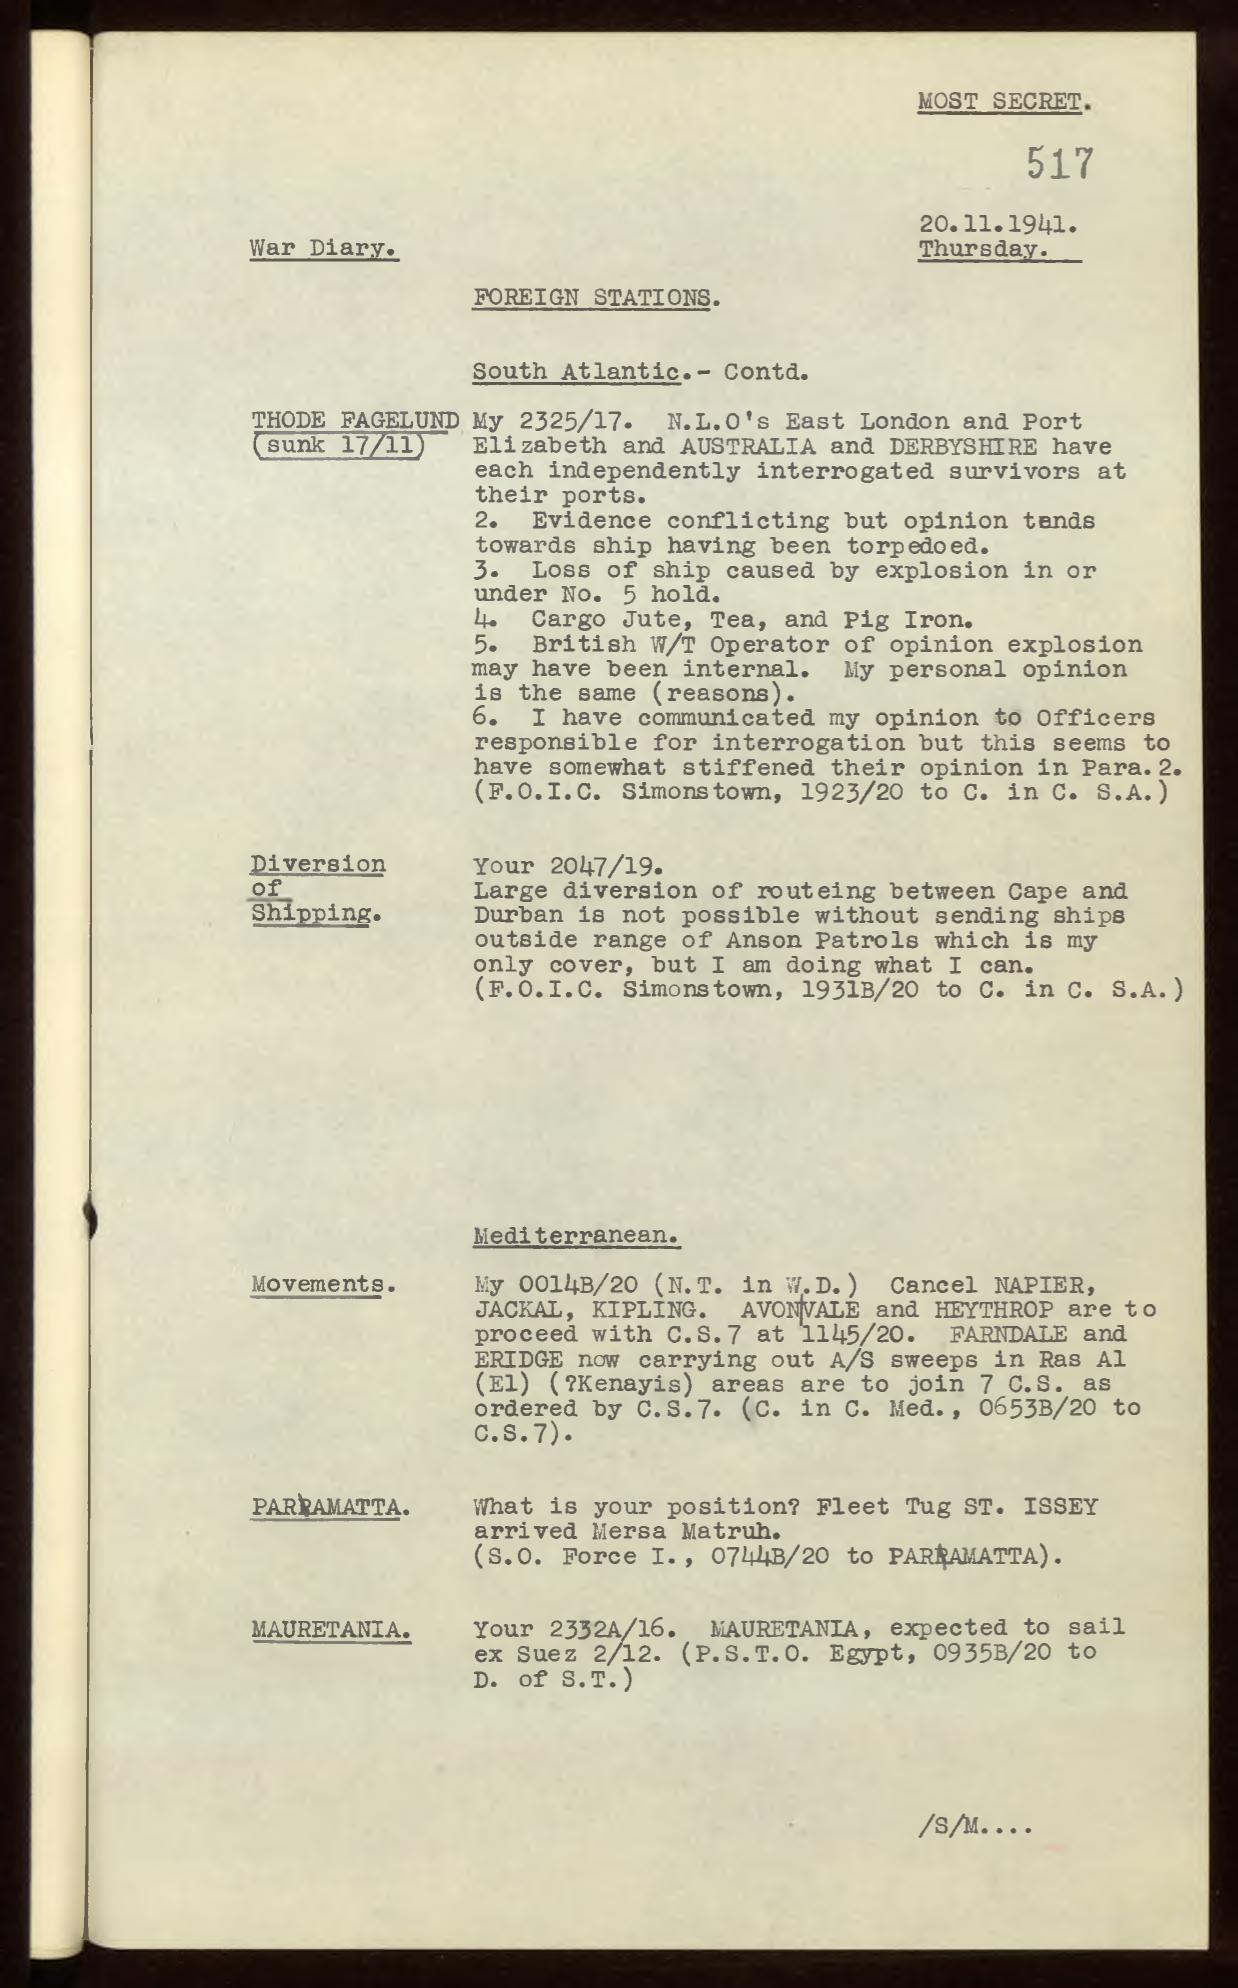 MOST SECRET.
517
20.11.1941.
War Diary.
Thursday.
FOREIGN STATIONS.
South Atlantic.- Contd.
THODE FAGELUND My 2325/17. N.L.O's East London and Port
(sunk 17/11) Elizabeth and AUSTRALIA and DERBYSHIRE have
each independently interrogated survivors at
their ports.
2. Evidence conflicting but opinion tends
towards ship having been torpedoed.
3. Loss of ship caused by explosion in or
under No. 5 hold.
4. Cargo Jute, Tea, and Pig Iron.
5. British W/T Operator of opinion explosion
may have been internal. My personal opinion
is the same (reasons).
6. I have communicated my opinion to Officers
responsible for interrogation but this seems to
have somewhat stiffened their opinion in Para.2.
(F.O.I.C. Simonstown, 1923/20 to C. in C. S.A.)
Diversion Your 2047/19.
of Large diversion of routeing between Cape and
Shipping. Durban is not possible without sending ships
outside range of Anson Patrols which is my
only cover, but I am doing what I can.
(F.O.I.C. Simonstown, 1931B/20 to C. in C. S.A.)
Mediterranean.
Movements. My 0014B/20 (N.T. in W.D.) Cancel NAPIER,
JACKAL, KIPLING. AVONVALE and HEYTHROP are to
proceed with C.S.7 at 1145/20. FARNDALE and
ERIDGE now carrying out A/S sweeps in Ras Al
(El) (?Kenayis) areas are to join 7 C.S. as
ordered by C.S.7. (C. in C. Med., 0653B/20 to
C.S.7).
PARRAMATTA. What is your position? Fleet Tug ST. ISSEY
arrived Mersa Matruh.
(S.O. Force I., 0744B/20 to PARRAMATTA).
MAURETANIA. Your 2332A/16. MAURETANIA, expected to sail
ex Suez 2/12. (P.S.T.O. Egypt, 0935B/20 to
D. of S.T.)
/S/M....